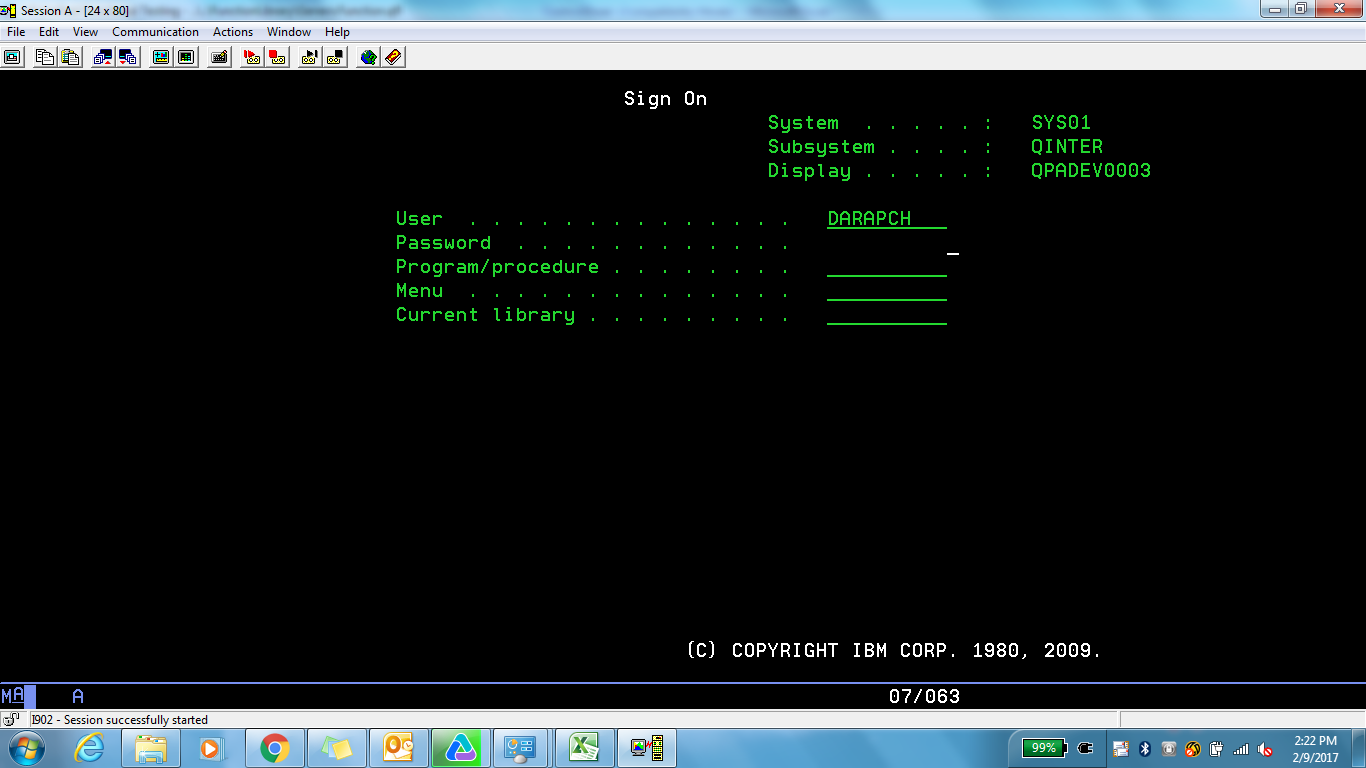 Session A - [24 x 80]
File Edit View Communication Actions Window Help
Sign On
System . . . . . : SYS01
Subsystem . . . . : QINTER
Display . . . . . : QPADEV0003
User . . . . . . . . . . . . . . DARAPCH
Password . . . . . . . . . . . .
Program/procedure . . . . . . . .
Menu . . . . . . . . . . . . . .
Current library . . . . . . . . .
(C) COPYRIGHT IBM CORP. 1980, 2009.
MA A 07/063
I902 - Session successfully started
99% 2:22 PM
2/9/2017